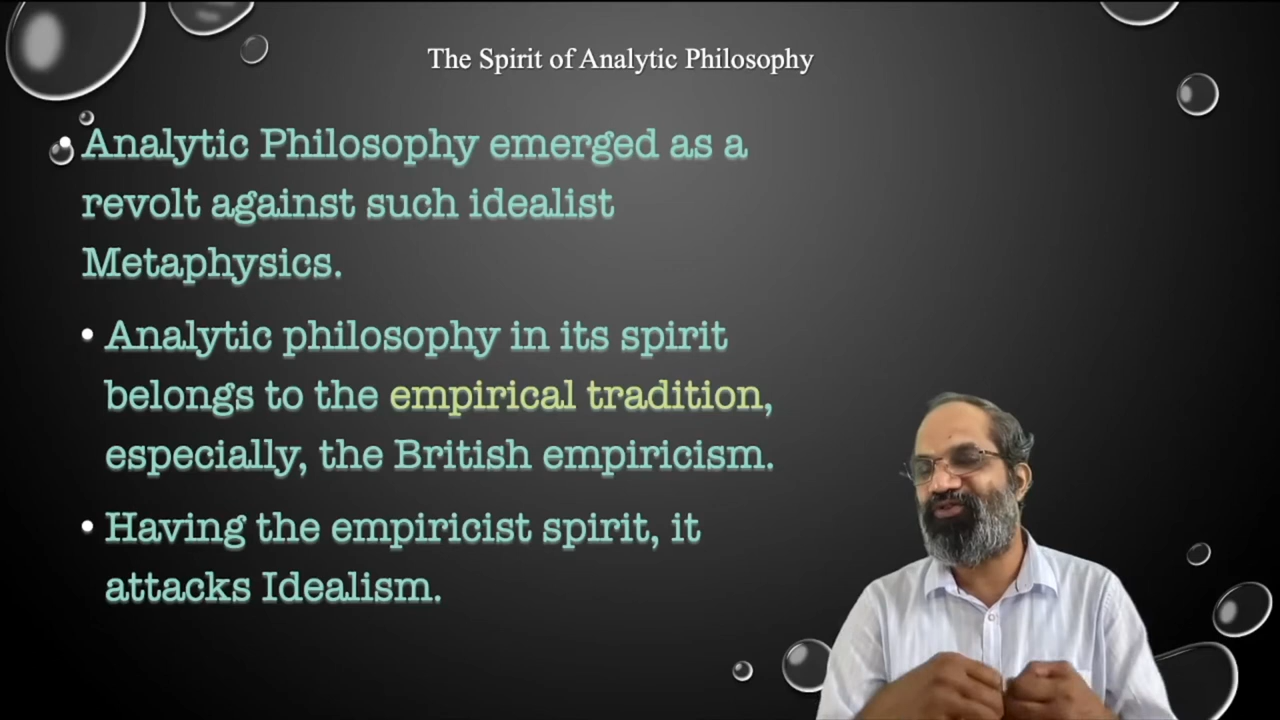 The Spirit of Analytic Philosophy
• Analytic Philosophy emerged as a
revolt against such idealist
Metaphysics.
• Analytic philosophy in its spirit
belongs to the empirical tradition,
especially, the British empiricism.
• Having the empiricist spirit, it
attacks Idealism.